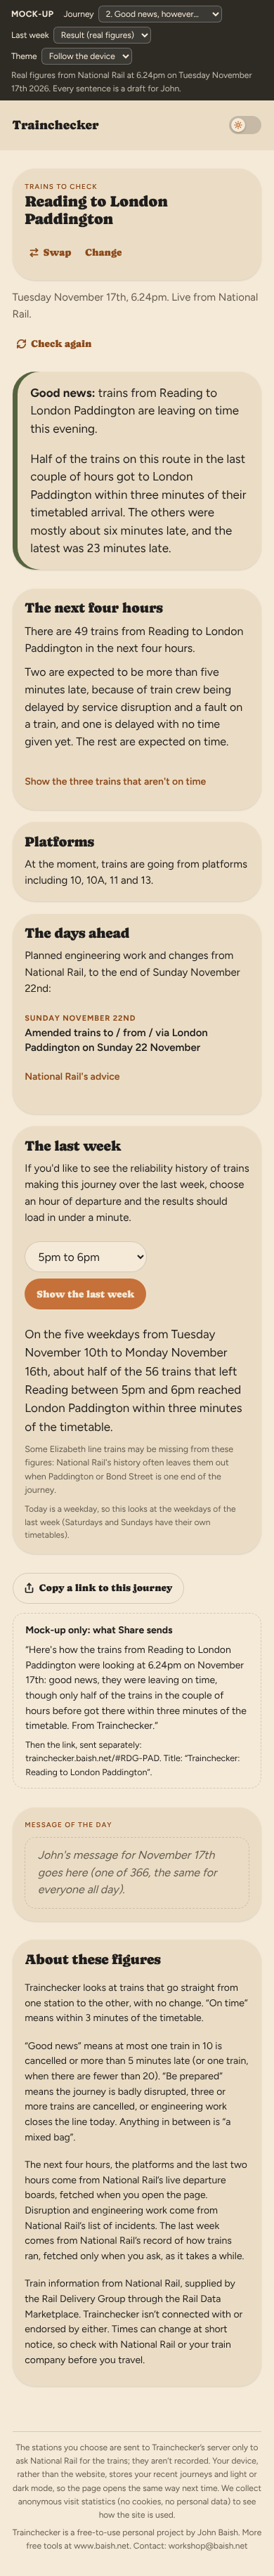 MOCK-UP Journey 2. Good news, however...
Last week Result (real figures)
Theme Follow the device
Real figures from National Rail at 6.24pm on Tuesday November
17th 2026. Every sentence is a draft for John.
Trainchecker
TRAINS TO CHECK
Reading to London
Paddington
Swap Change
Tuesday November 17th, 6.24pm. Live from National
Rail.
Check again
Good news: trains from Reading to
London Paddington are leaving on time
this evening.
Half of the trains on this route in the last
couple of hours got to London
Paddington within three minutes of their
timetabled arrival. The others were
mostly about six minutes late, and the
latest was 23 minutes late.
The next four hours
There are 49 trains from Reading to London
Paddington in the next four hours.
Two are expected to be more than five
minutes late, because of train crew being
delayed by service disruption and a fault on
a train, and one is delayed with no time
given yet. The rest are expected on time.
Show the three trains that aren't on time
Platforms
At the moment, trains are going from platforms
including 10, 10A, 11 and 13.
The days ahead
Planned engineering work and changes from
National Rail, to the end of Sunday November
22nd:
SUNDAY NOVEMBER 22ND
Amended trains to / from / via London
Paddington on Sunday 22 November
National Rail's advice
The last week
If you'd like to see the reliability history of trains
making this journey over the last week, choose
an hour of departure and the results should
load in under a minute.
5pm to 6pm
Show the last week
On the five weekdays from Tuesday
November 10th to Monday November
16th, about half of the 56 trains that left
Reading between 5pm and 6pm reached
London Paddington within three minutes
of the timetable.
Some Elizabeth line trains may be missing from these
figures: National Rail's history often leaves them out
when Paddington or Bond Street is one end of the
journey.
Today is a weekday, so this looks at the weekdays of the
last week (Saturdays and Sundays have their own
timetables).
Copy a link to this journey
Mock-up only: what Share sends
“Here's how the trains from Reading to London
Paddington were looking at 6.24pm on November
17th: good news, they were leaving on time,
though only half of the trains in the couple of
hours before got there within three minutes of the
timetable. From Trainchecker.”
Then the link, sent separately:
trainchecker.baish.net/#RDG-PAD. Title: “Trainchecker:
Reading to London Paddington”.
MESSAGE OF THE DAY
John's message for November 17th
goes here (one of 366, the same for
everyone all day).
About these figures
Trainchecker looks at trains that go straight from
one station to the other, with no change. “On time”
means within 3 minutes of the timetable.
“Good news” means at most one train in 10 is
cancelled or more than 5 minutes late (or one train,
when there are fewer than 20). “Be prepared”
means the journey is badly disrupted, three or
more trains are cancelled, or engineering work
closes the line today. Anything in between is “a
mixed bag”.
The next four hours, the platforms and the last two
hours come from National Rail's live departure
boards, fetched when you open the page.
Disruption and engineering work come from
National Rail's list of incidents. The last week
comes from National Rail's record of how trains
ran, fetched only when you ask, as it takes a while.
Train information from National Rail, supplied by
the Rail Delivery Group through the Rail Data
Marketplace. Trainchecker isn't connected with or
endorsed by either. Times can change at short
notice, so check with National Rail or your train
company before you travel.
The stations you choose are sent to Trainchecker's server only to
ask National Rail for the trains; they aren't recorded. Your device,
rather than the website, stores your recent journeys and light or
dark mode, so the page opens the same way next time. We collect
anonymous visit statistics (no cookies, no personal data) to see
how the site is used.
Trainchecker is a free-to-use personal project by John Baish. More
free tools at www.baish.net. Contact: workshop@baish.net